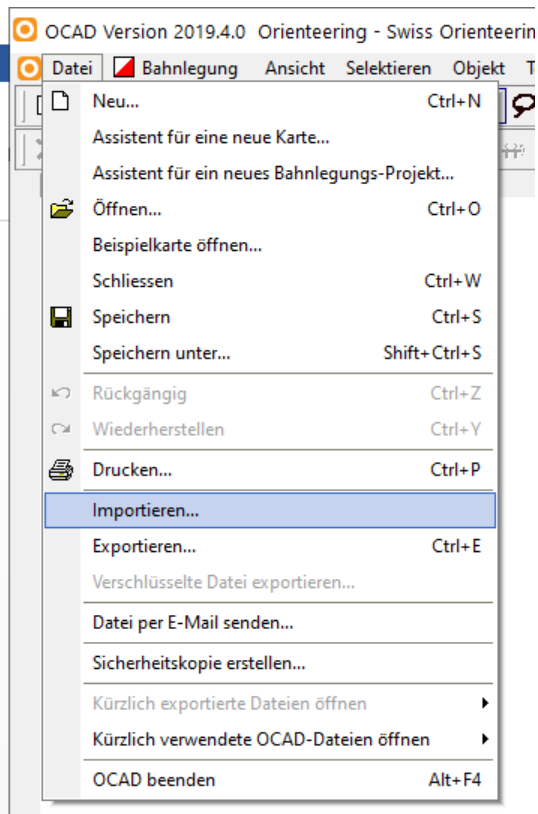 OCAD Version 2019.4.0 Orienteering - Swiss Orienteerin
Datei Bahnlegung Ansicht Selektieren Objekt
Neu... Ctrl+N
Assistent für eine neue Karte...
Assistent für ein neues Bahnlegungs-Projekt...
Öffnen... Ctrl+O
Beispielkarte öffnen...
Schliessen Ctrl+W
Speichern Ctrl+S
Speichern unter... Shift+Ctrl+S
Rückgängig Ctrl+Z
Wiederherstellen Ctrl+Y
Drucken... Ctrl+P
Importieren...
Exportieren... Ctrl+E
Verschlüsselte Datei exportieren...
Datei per E-Mail senden...
Sicherheitskopie erstellen...
Kürzlich exportierte Dateien öffnen
Kürzlich verwendete OCAD-Dateien öffnen
OCAD beenden Alt+F4